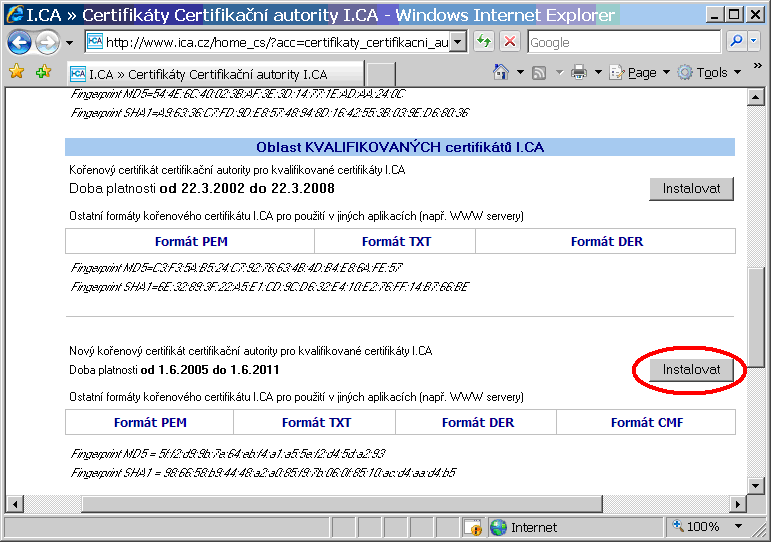 I.CA » Certifikáty Certifikační autority I.CA - Windows Internet Explorer
http://www.ica.cz/home_cs/?acc=certifikaty_certifikacni_au
Google
I.CA » Certifikáty Certifikační autority I.CA
Page
Tools
Fingerprint MD5=54:4E:6C:40:02:3B:AF:3E:3D:14:77:1E:AD:AA:24:0C
Fingerprint SHA1=A9:63:36:C7:FD:9D:E8:57:48:94:8D:16:42:55:3B:03:9E:D6:80:36
Oblast KVALIFIKOVANÝCH certifikátů I.CA
Kořenový certifikát certifikační autority pro kvalifikované certifikáty I.CA
Doba platnosti od 22.3.2002 do 22.3.2008
Instalovat
Ostatní formáty kořenového certifikátu I.CA pro použití v jiných aplikacích (např. WWW servery)
Formát PEM Formát TXT Formát DER
Fingerprint MD5=C3:F3:5A:B5:24:C7:92:76:63:4B:4D:B4:E8:6A:FE:57
Fingerprint SHA1=6E:32:89:3F:22:A5:E1:CD:9C:D6:32:E4:10:E2:76:FF:14:B7:66:BE
Nový kořenový certifikát certifikační autority pro kvalifikované certifikáty I.CA
Doba platnosti od 1.6.2005 do 1.6.2011
Instalovat
Ostatní formáty kořenového certifikátu I.CA pro použití v jiných aplikacích (např. WWW servery)
Formát PEM Formát TXT Formát DER Formát CMF
Fingerprint MD5 = 5f:f2:d9:9b:7e:64:eb:f4:a1:a5:5e:f2:d4:5d:a2:93
Fingerprint SHA1 = 98:66:58:b9:44:48:a2:a0:85:f9:7b:06:0f:85:10:ac:d4:aa:d4:b5
Internet
100%